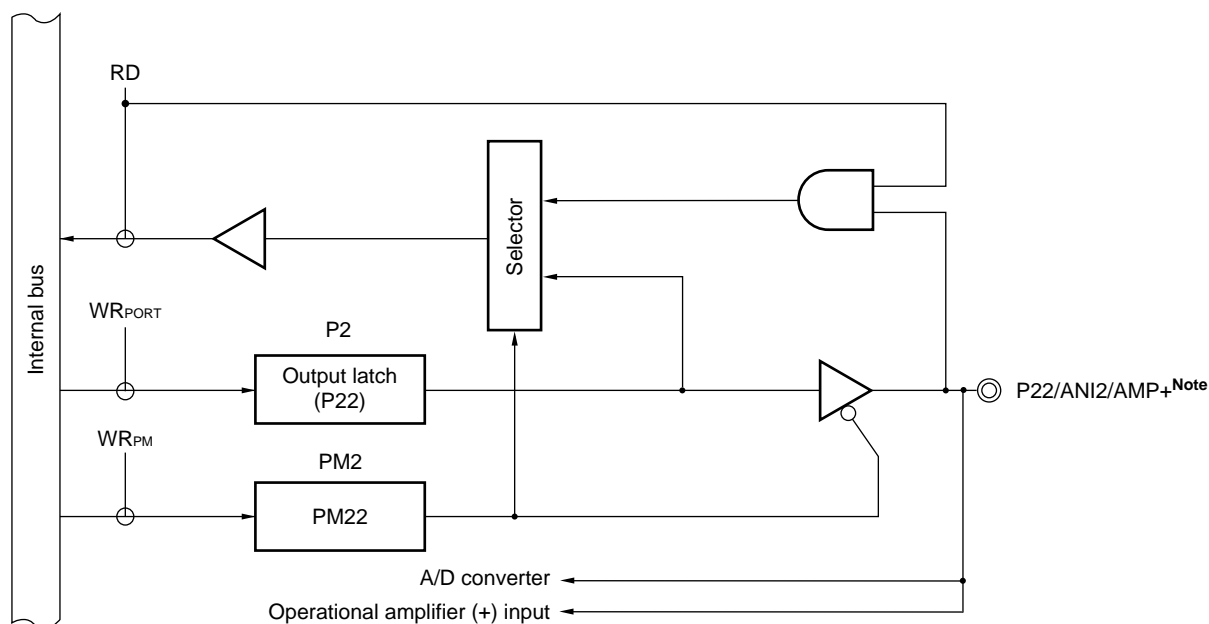 RD
Internal bus
Selector
WRPORT
P2
Output latch
(P22)
P22/ANI2/AMP+Note
WRPM
PM2
PM22
A/D converter
Operational amplifier (+) input